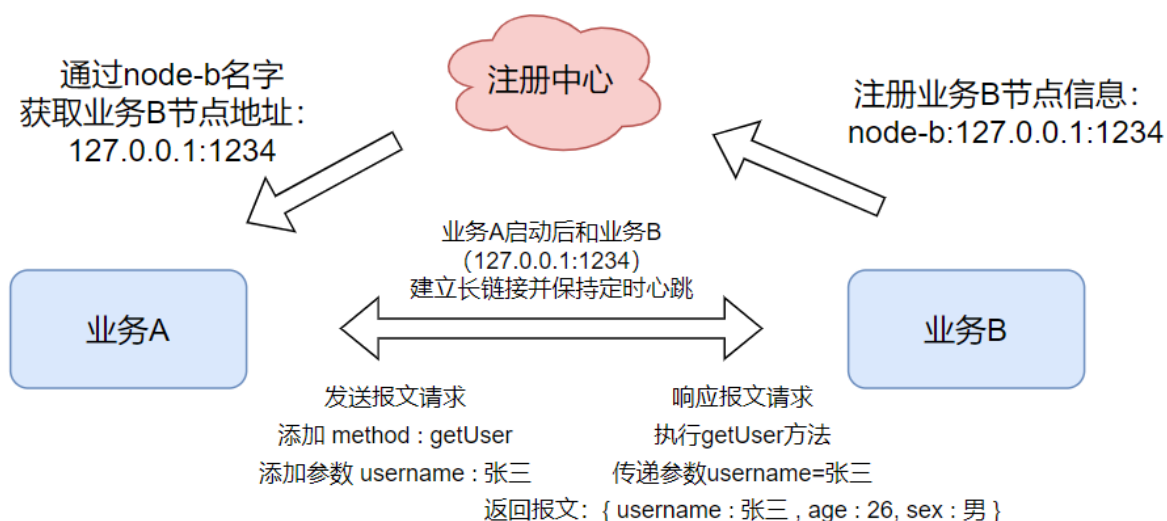 注册中心
通过node-b名字
获取业务B节点地址：
127.0.0.1:1234
注册业务B节点信息：
node-b:127.0.0.1:1234
业务A启动后和业务B
（127.0.0.1:1234）
建立长链接并保持定时心跳
业务A
业务B
发送报文请求
添加 method : getUser
添加参数 username : 张三
响应报文请求
执行getUser方法
传递参数username=张三
返回报文：{ username : 张三 , age : 26, sex : 男 }